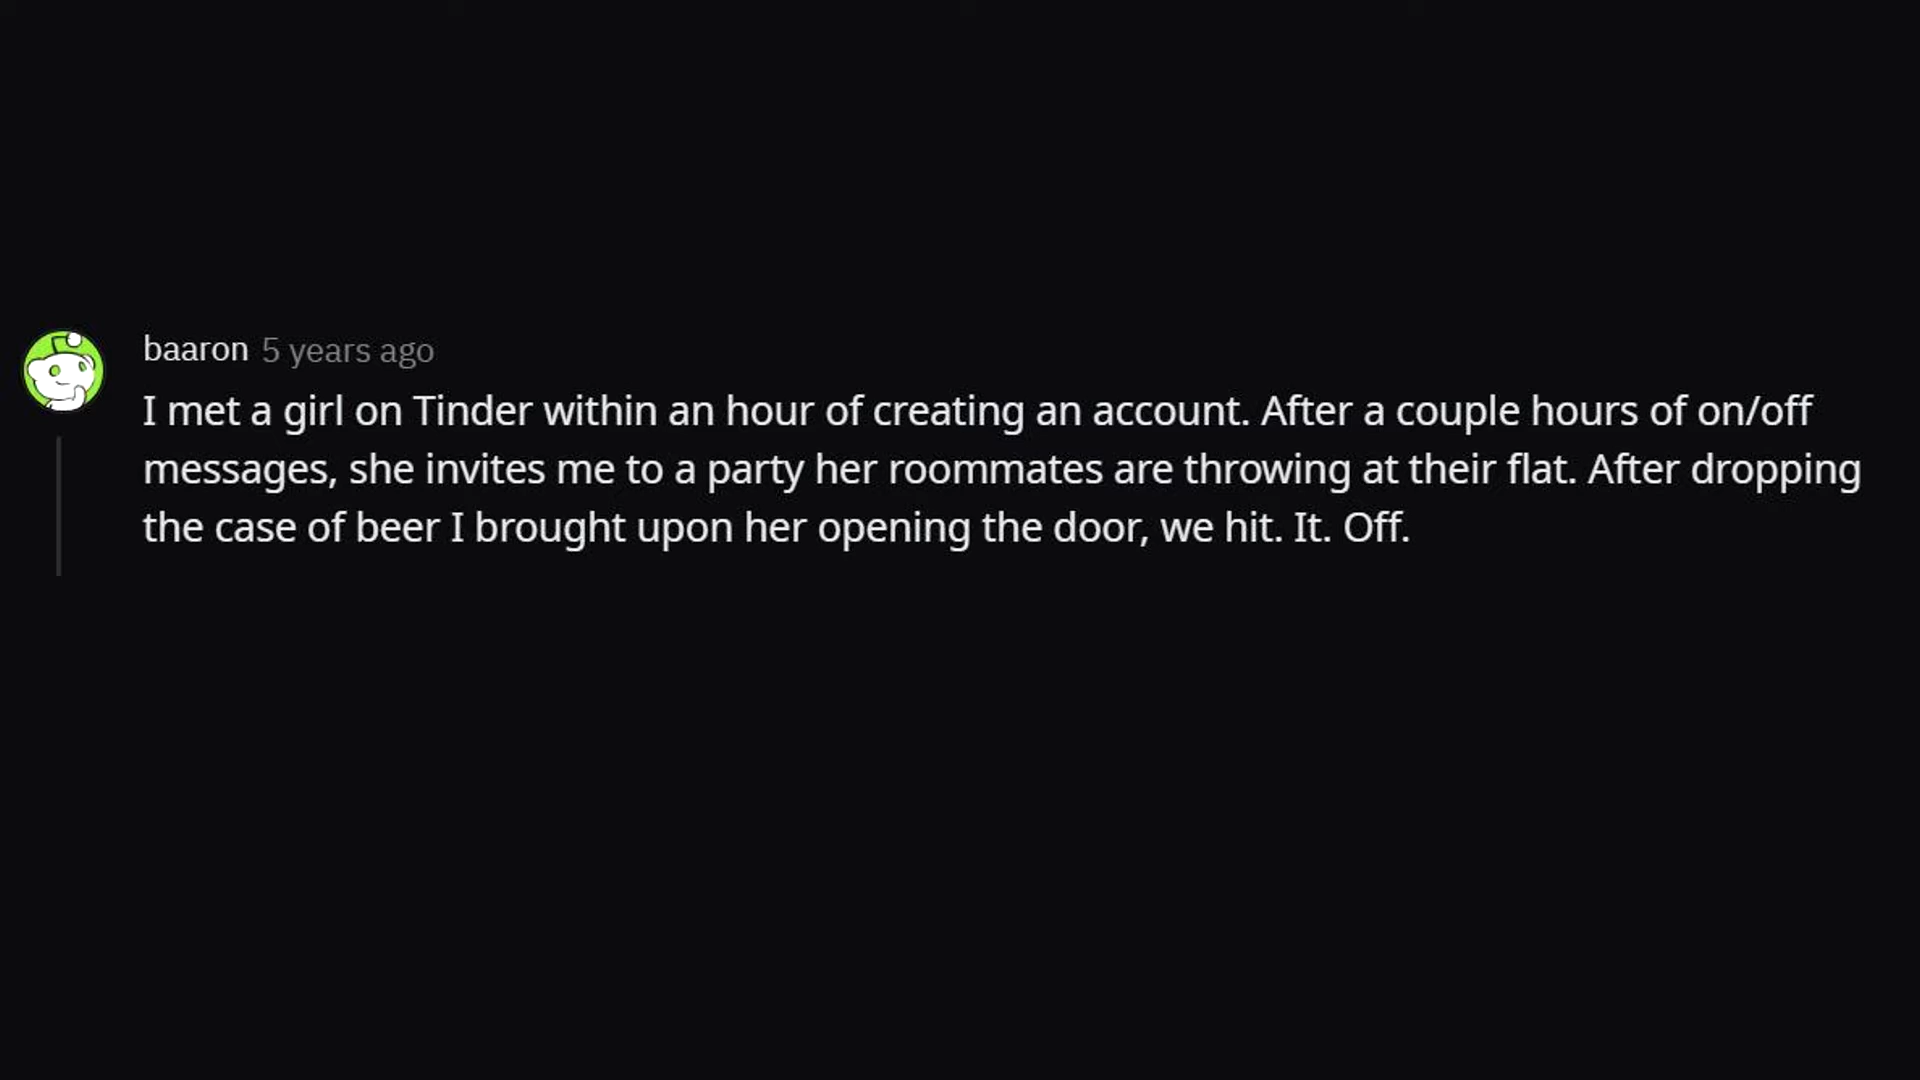 baaron 5 years ago
I met a girl on Tinder within an hour of creating an account. After a couple hours of on/off
messages, she invites me to a party her roommates are throwing at their flat. After dropping
the case of beer I brought upon her opening the door, we hit. It. Off.